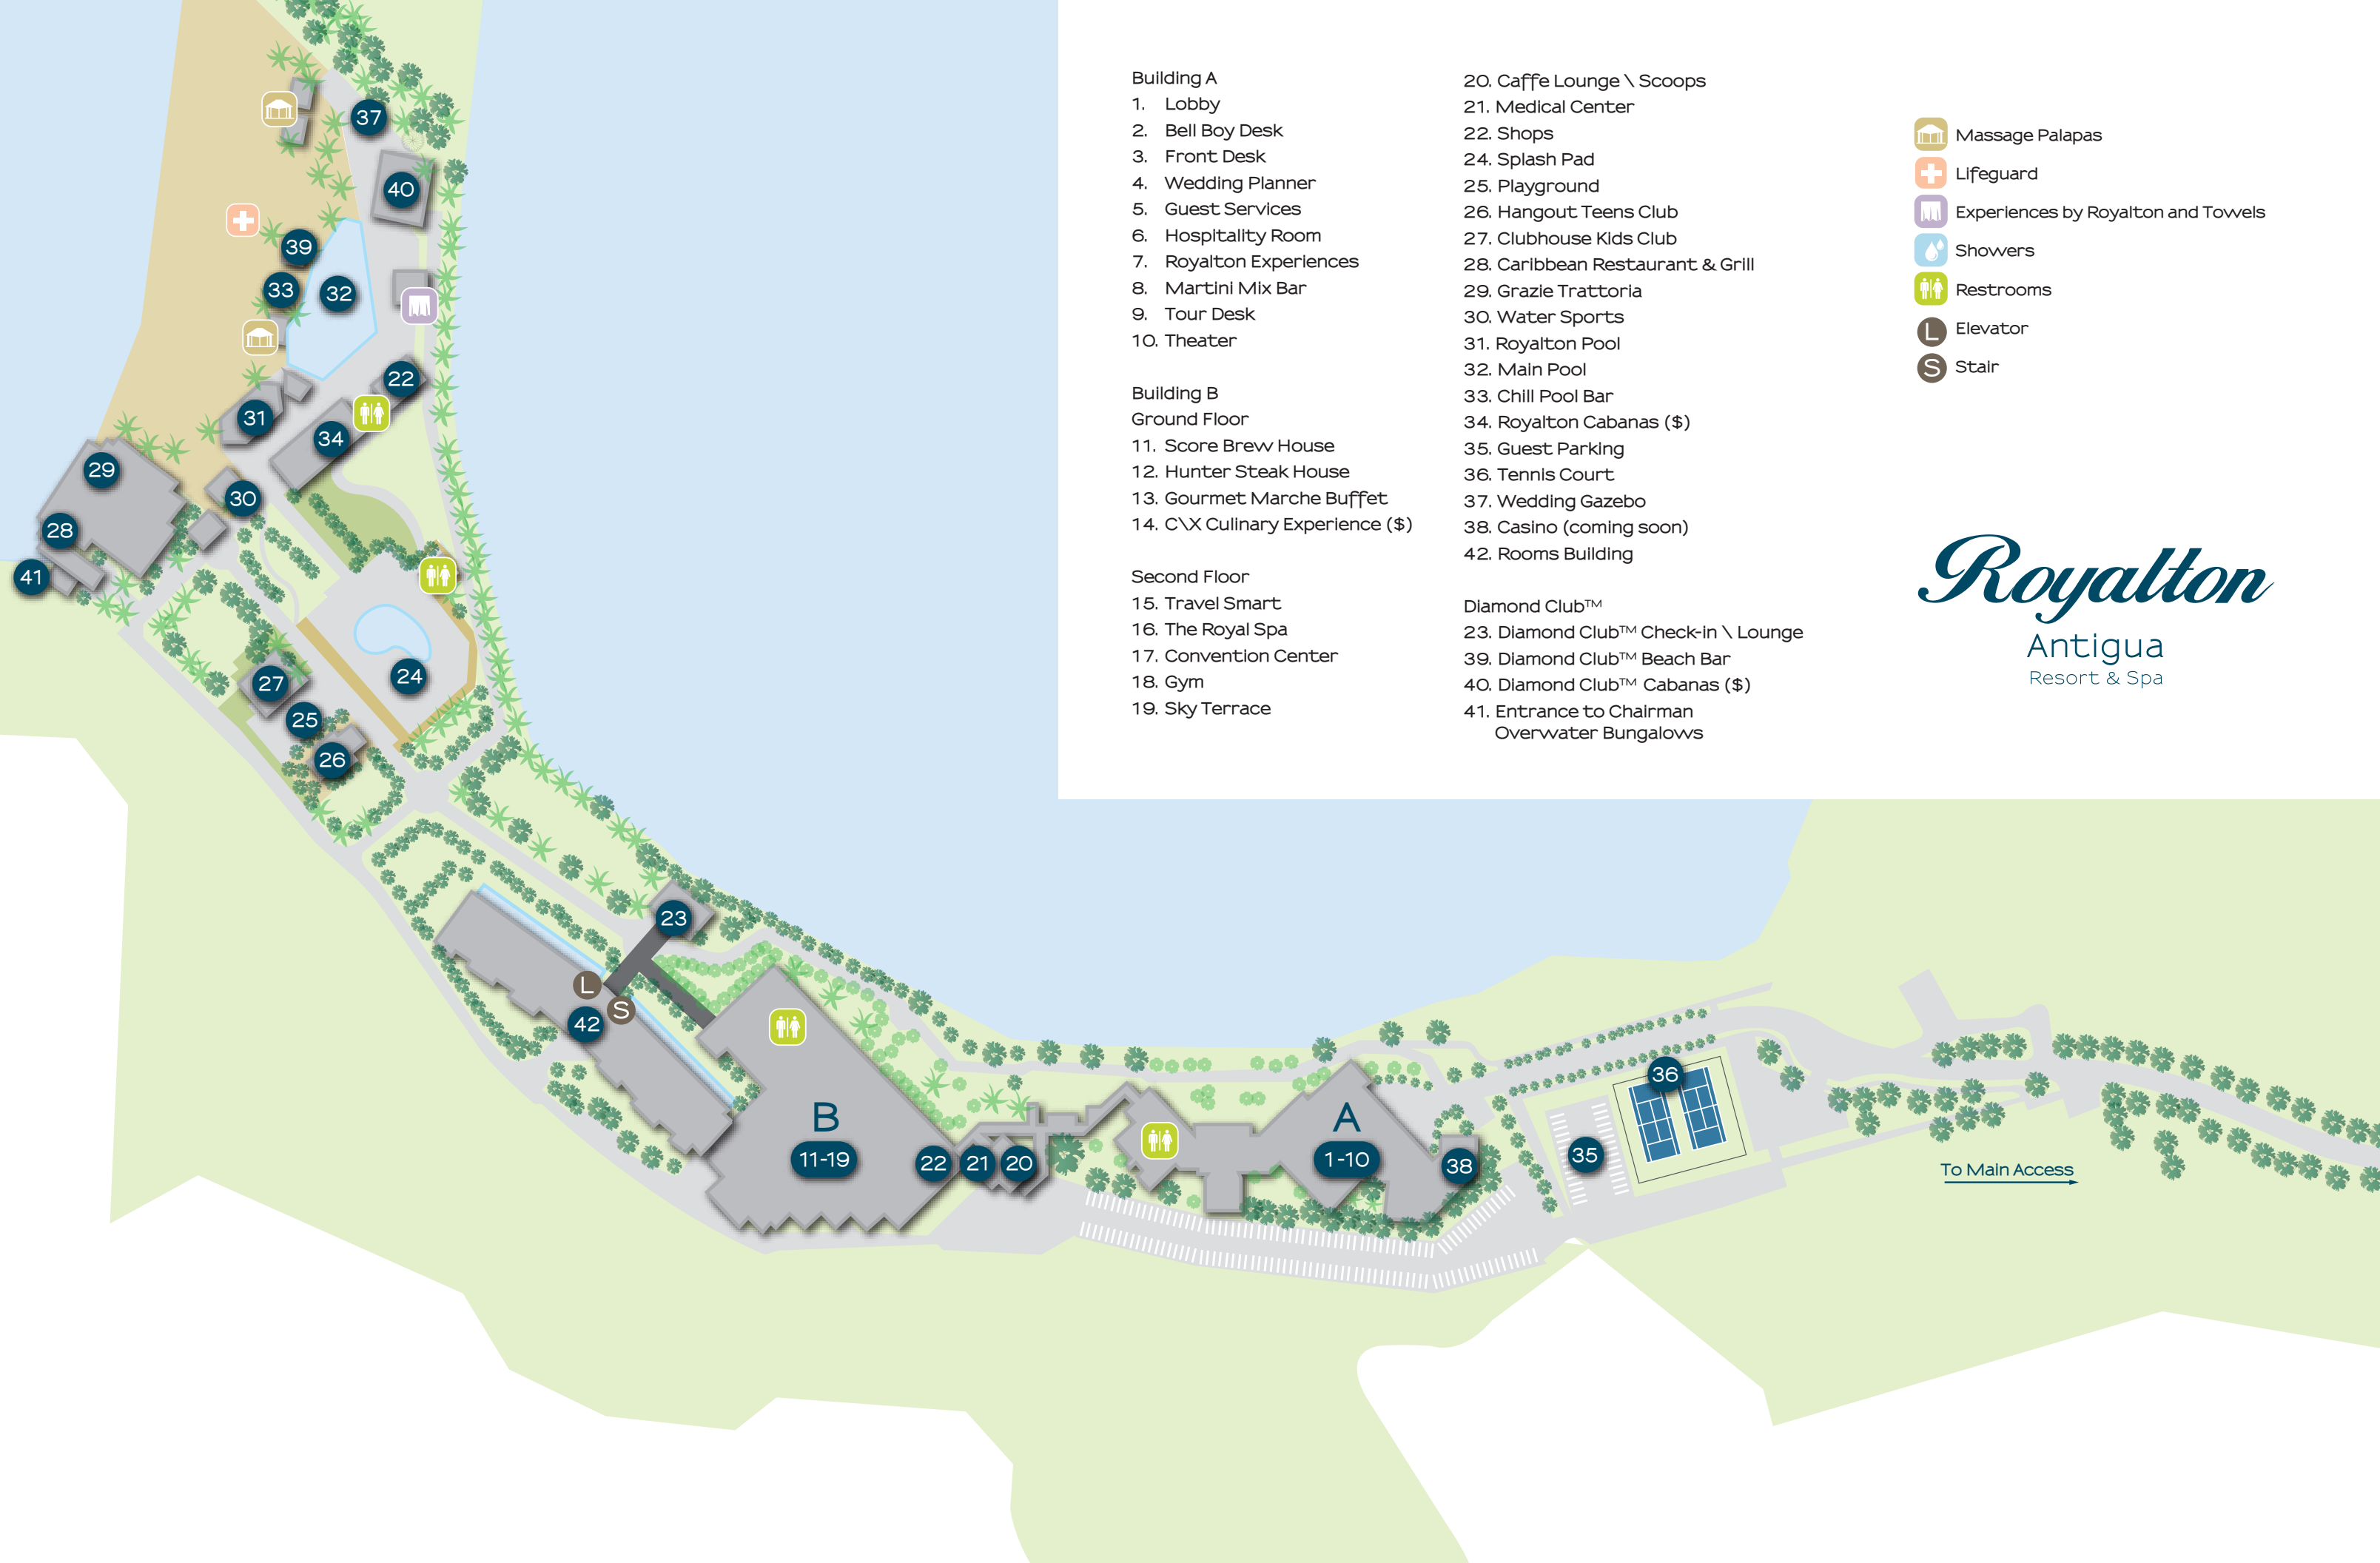 Building A
1. Lobby
2. Bell Boy Desk
3. Front Desk
4. Wedding Planner
5. Guest Services
6. Hospitality Room
7. Royalton Experiences
8. Martini Mix Bar
9. Tour Desk
10. Theater
Building B
Ground Floor
11. Score Brew House
12. Hunter Steak House
13. Gourmet Marche Buffet
14. C\X Culinary Experience ($)
Second Floor
15. Travel Smart
16. The Royal Spa
17. Convention Center
18. Gym
19. Sky Terrace
20. Caffe Lounge \ Scoops
21. Medical Center
22. Shops
24. Splash Pad
25. Playground
26. Hangout Teens Club
27. Clubhouse Kids Club
28. Caribbean Restaurant & Grill
29. Grazie Trattoria
30. Water Sports
31. Royalton Pool
32. Main Pool
33. Chill Pool Bar
34. Royalton Cabanas ($)
35. Guest Parking
36. Tennis Court
37. Wedding Gazebo
38. Casino (coming soon)
42. Rooms Building
Diamond Club™
23. Diamond Club™ Check-in \ Lounge
39. Diamond Club™ Beach Bar
40. Diamond Club™ Cabanas ($)
41. Entrance to Chairman
Overwater Bungalows
Massage Palapas
Lifeguard
Experiences by Royalton and Towels
Showers
Restrooms
L Elevator
S Stair
Royalton
Antigua
Resort & Spa
37
40
39
33
32
22
31
34
29
30
28
41
27
24
25
26
23
L
S
42
B
11-19
22
21
20
A
1-10
38
36
35
To Main Access